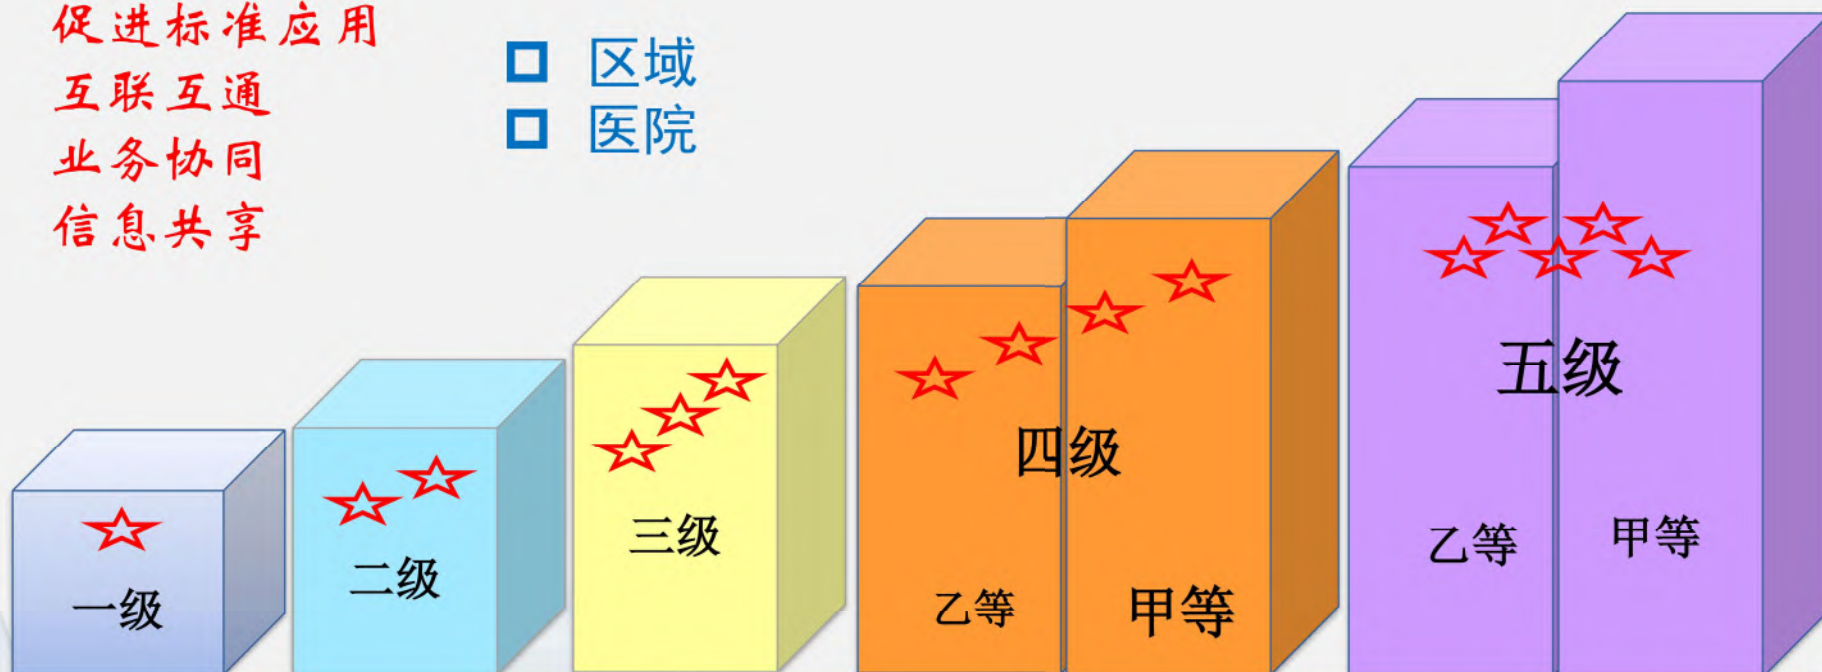 促进标准应用
互联互通
业务协同
信息共享
区域
医院
一级
二级
三级
四级
乙等
甲等
五级
乙等
甲等